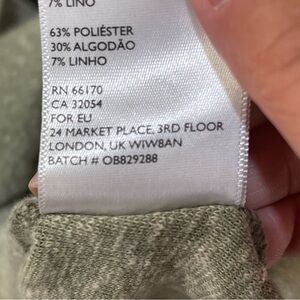 7% LINO
63% POLIÉSTER
30% ALGODÃO
7% LINHO
RN 66170
CA 32054
FOR EU
24 MARKET PLACE, 3RD FLOOR
LONDON, UK WIW8AN
BATCH # OB829288